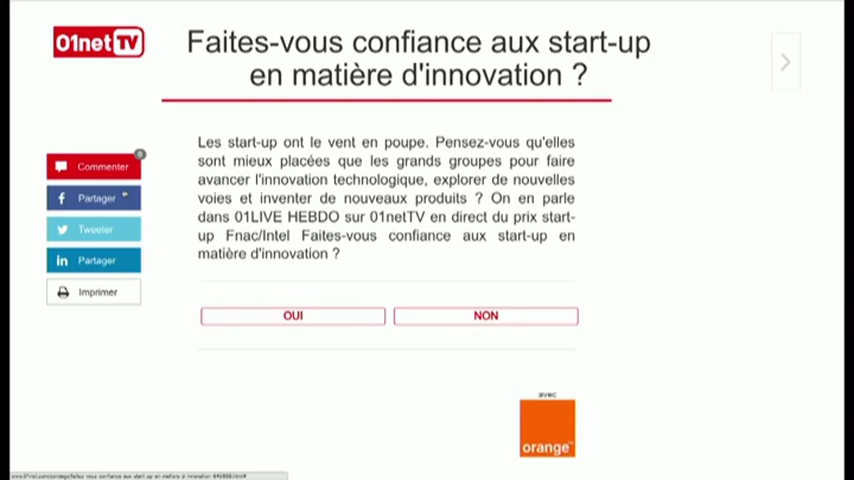 01net TV
Faites-vous confiance aux start-up
en matière d'innovation ?
Les start-up ont le vent en poupe. Pensez-vous qu'elles
sont mieux placées que les grands groupes pour faire
avancer l'innovation technologique, explorer de nouvelles
voies et inventer de nouveaux produits ? On en parle
dans 01LIVE HEBDO sur 01netTV en direct du prix start-
up Fnac/Intel Faites-vous confiance aux start-up en
matière d'innovation ?
Commenter
Partager
Tweeter
Partager
Imprimer
OUI
NON
avec
orange